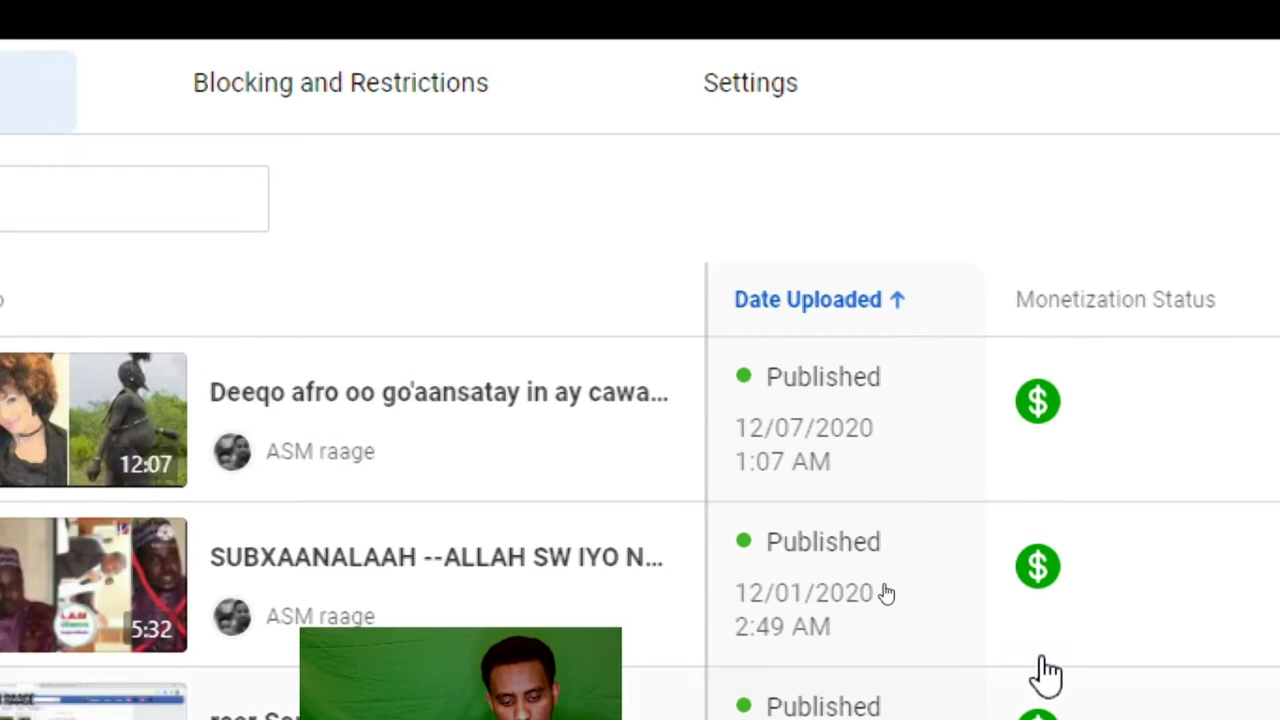 Blocking and Restrictions
Settings
Date Uploaded
Monetization Status
Deeqo afro oo go'aansatay in ay cawa...
ASM raage
12:07
Published
12/07/2020
1:07 AM
SUBXAANALAAH --ALLAH SW IYO N...
ASM raage
5:32
Published
12/01/2020
2:49 AM
Published